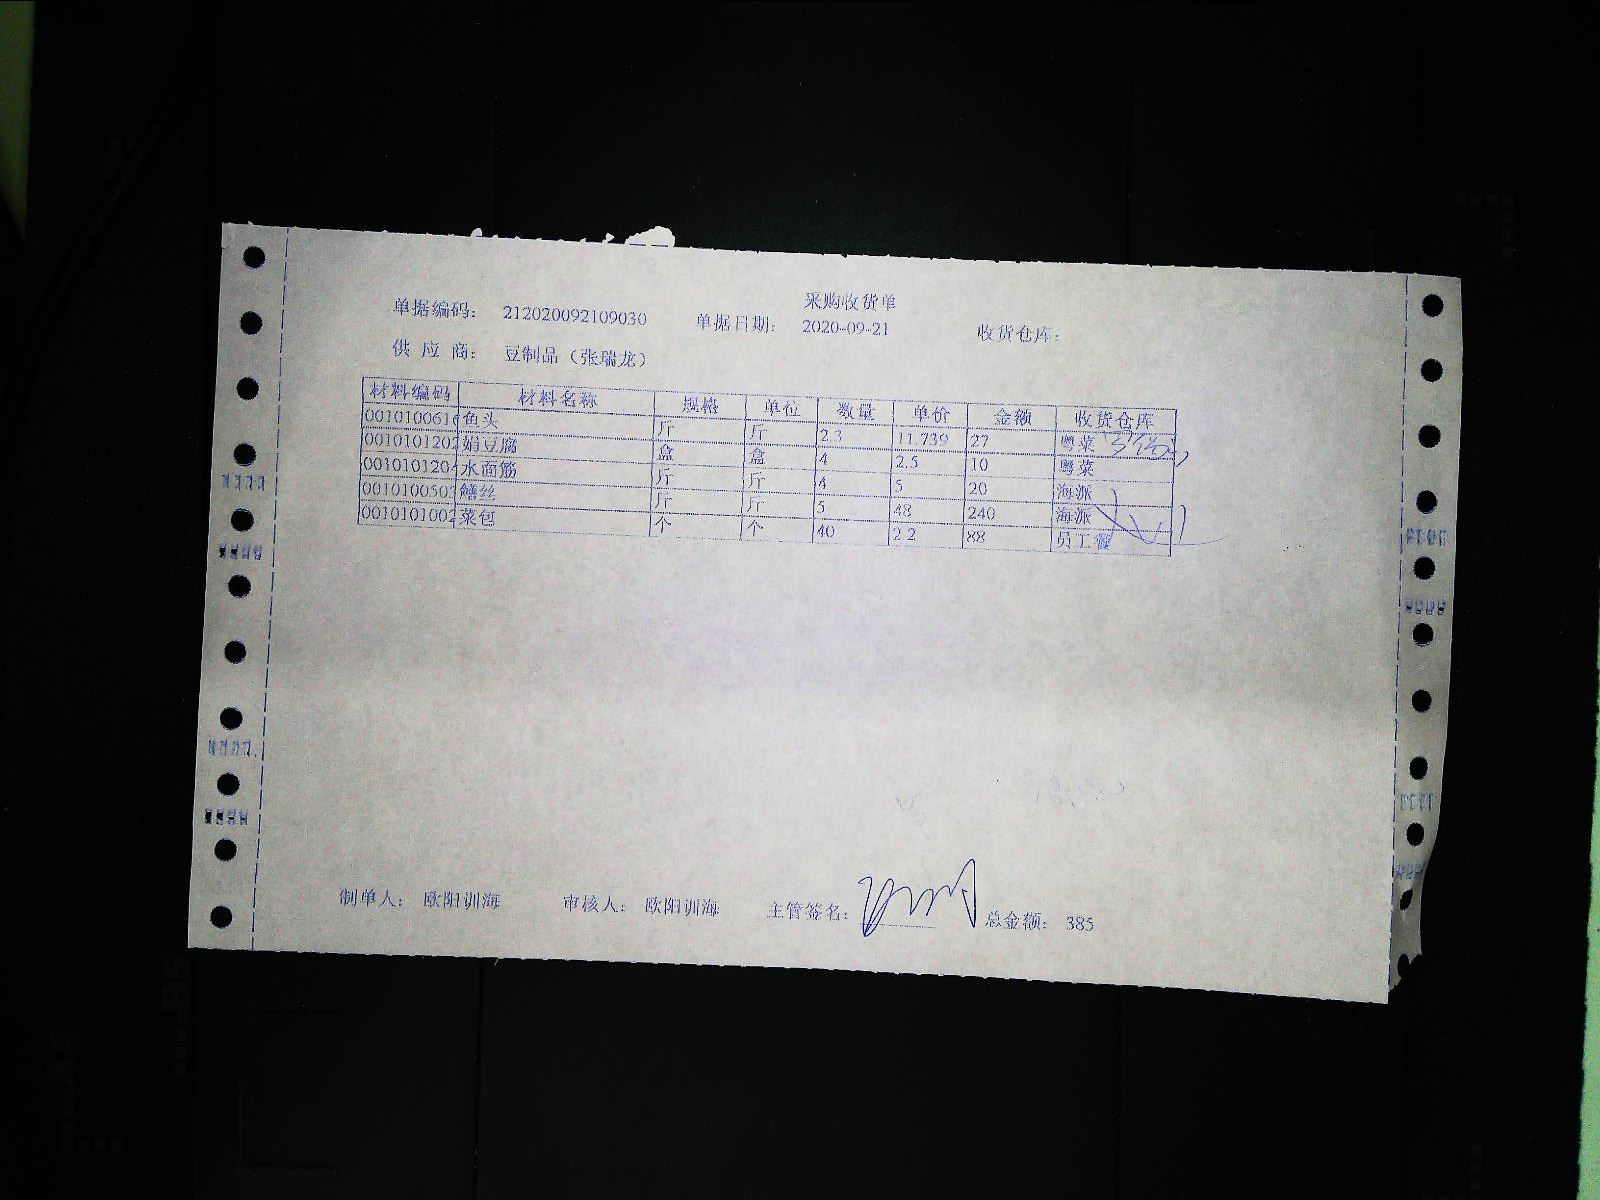 采购收货单
单据编码: 212020092109030 单据日期: 2020-09-21 收货仓库:
供 应 商: 豆制品（张瑞龙）
材料编码 材料名称 规格 单位 数量 单价 金额 收货仓库
001010061 鱼头 斤 斤 2.3 11.739 27 粤菜
0010101202 娟豆腐 盒 盒 4 2.5 10 粤菜
001010120 水面筋 斤 斤 4 5 20 海派
001010050 鳝丝 斤 斤 5 48 240 海派
0010101002 菜包 个 个 40 2.2 88 员工餐
制单人: 欧阳训海 审核人: 欧阳训海 主管签名: 总金额: 385